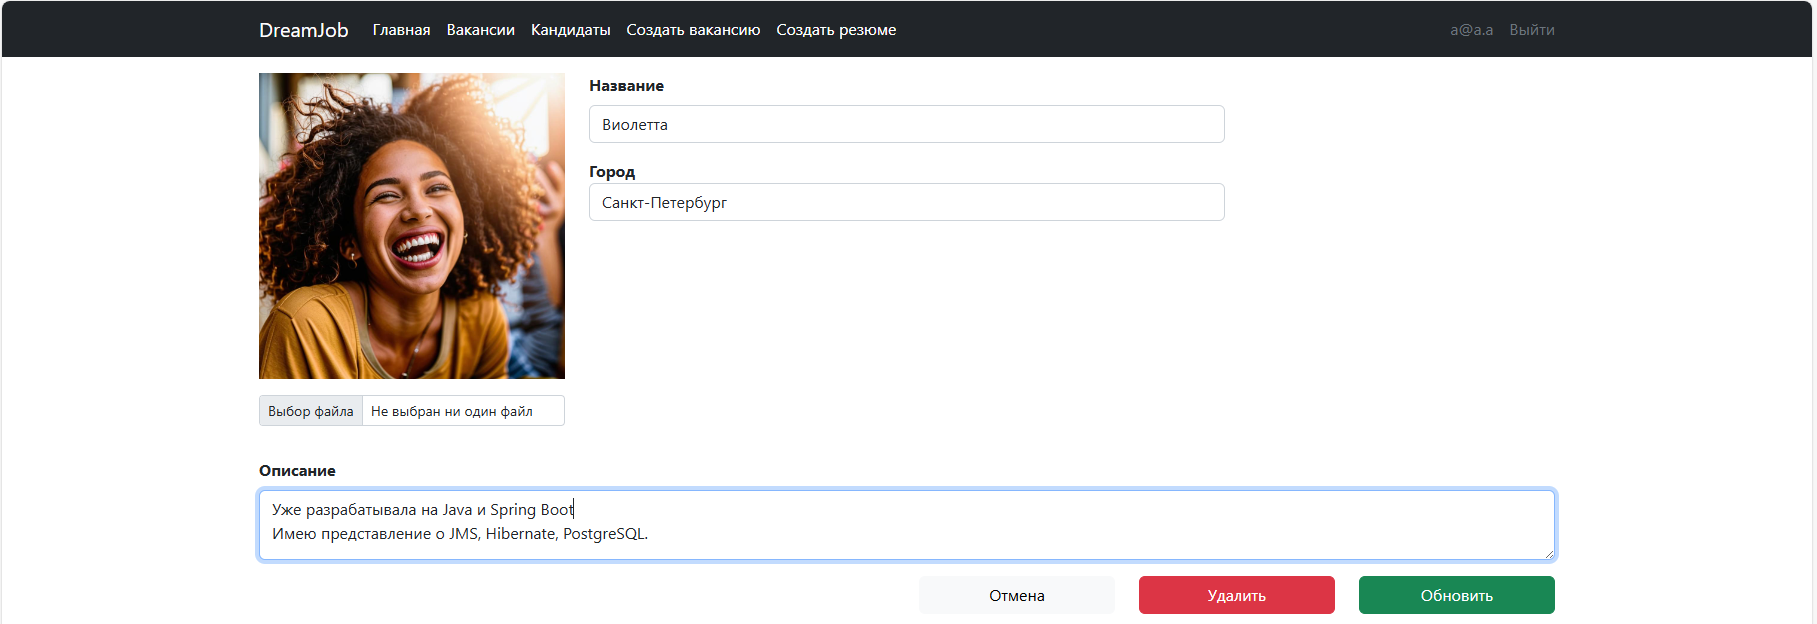 DreamJob Главная Вакансии Кандидаты Создать вакансию Создать резюме a@a.a Выйти
Название
Виолетта
Город
Санкт-Петербург
Выбор файла Не выбран ни один файл
Описание
Уже разрабатывала на Java и Spring Boot
Имею представление о JMS, Hibernate, PostgreSQL.
Отмена Удалить Обновить